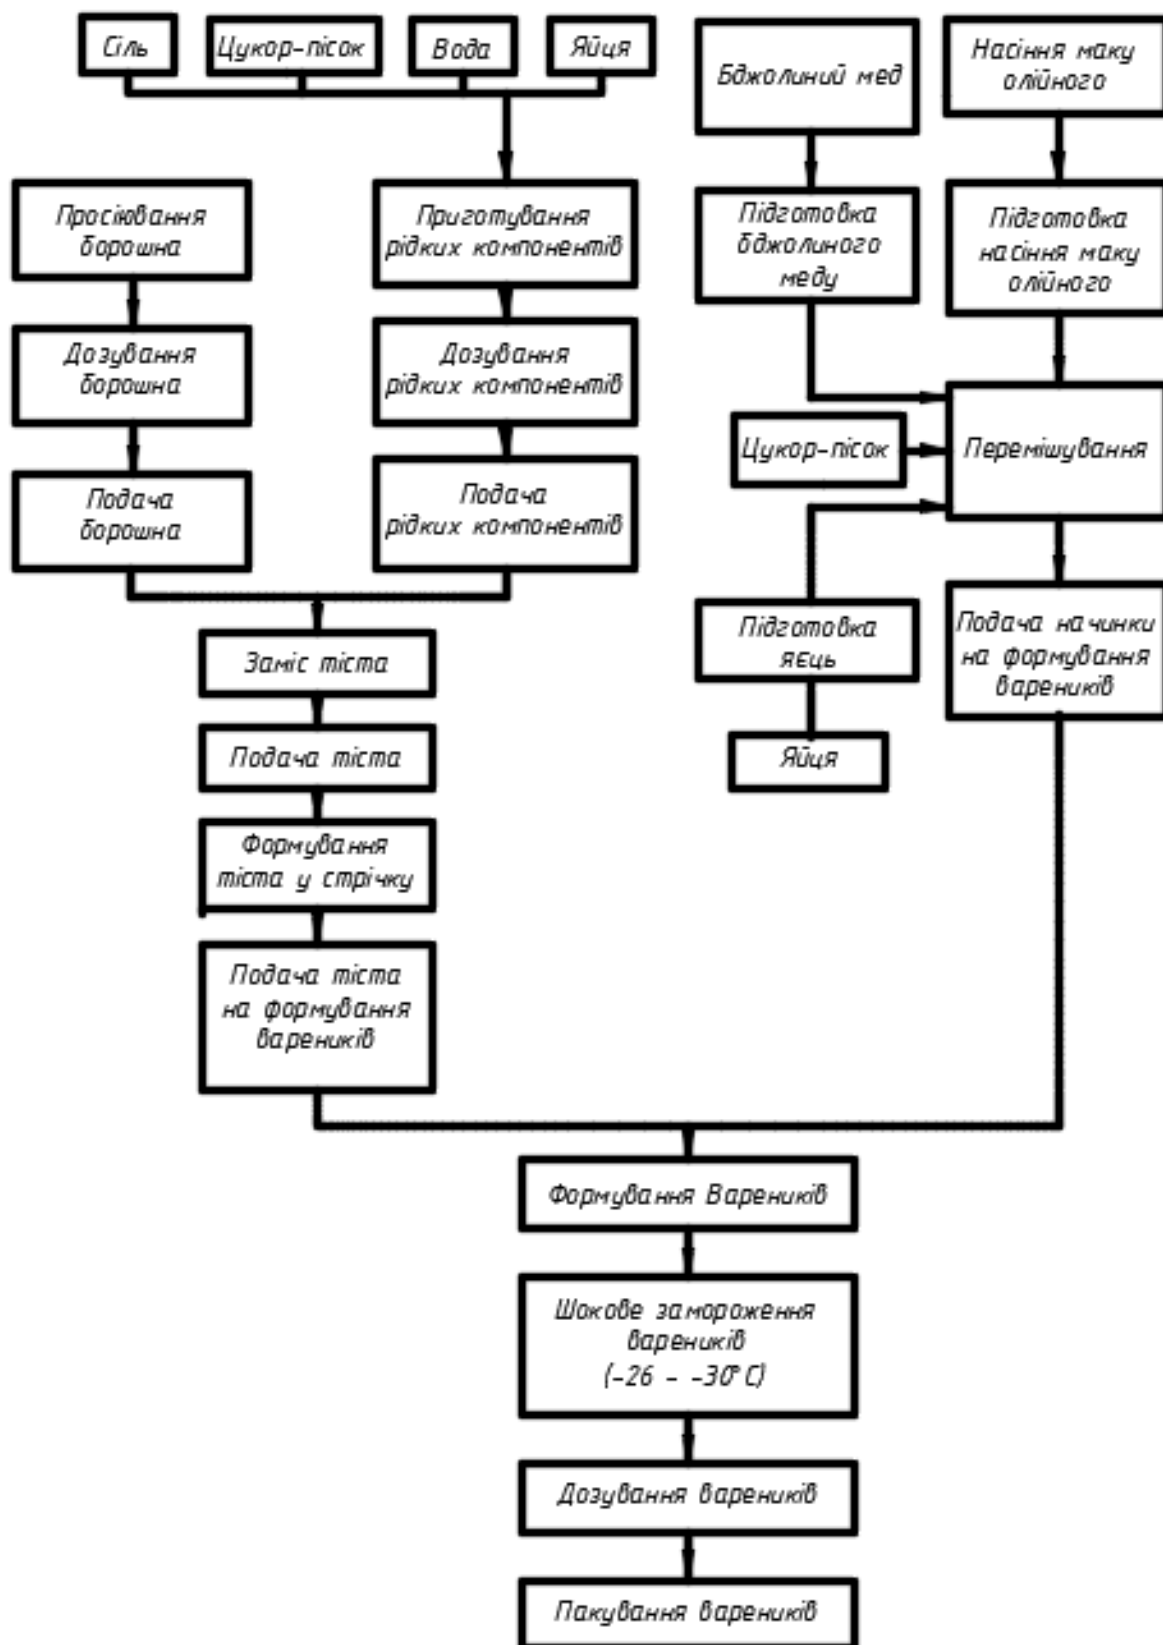 Сіль
Цукор-пісок
Вода
Яйця
Бджолиний мед
Насіння маку
олійного
Просіювання
борошна
Приготування
рідких компонентів
Підготовка
бджолиного
меду
Підготовка
насіння маку
олійного
Дозування
борошна
Дозування
рідких компонентів
Цукор-пісок
Перемішування
Подача
борошна
Подача
рідких компонентів
Підготовка
яєць
Подача начинки
на формування
вареників
Заміс тіста
Подача тіста
Яйця
Формування
тіста у стрічку
Подача тіста
на формування
вареників
Формування Вареників
Шокове замороження
вареників
(-26 - -30°С)
Дозування вареників
Пакування вареників